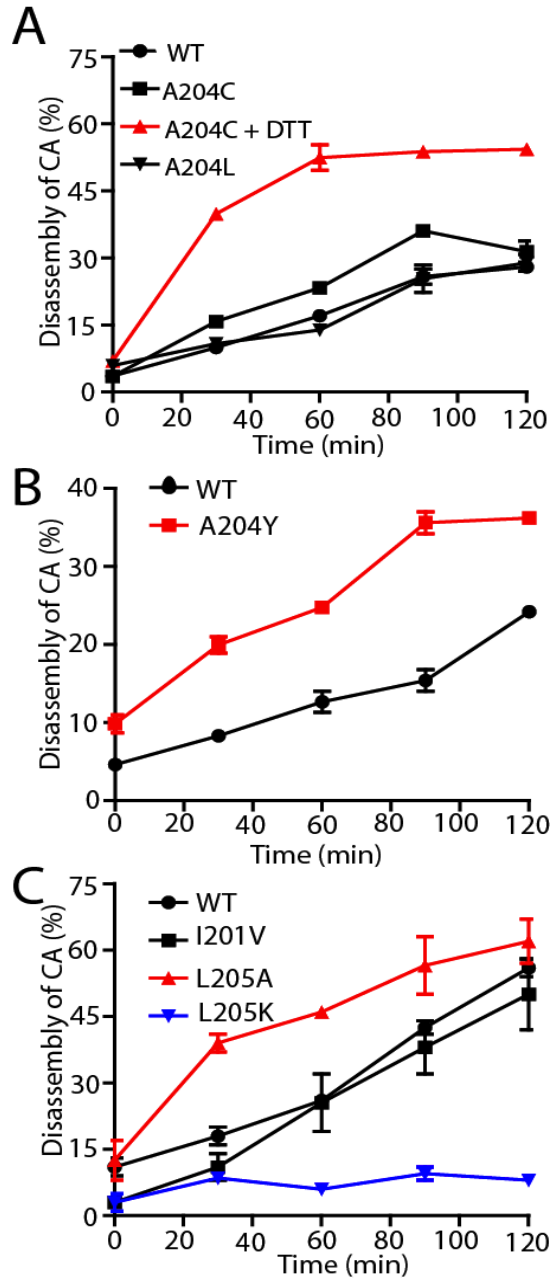 A
75
60
45
30
15
0
Disassembly of CA (%)
WT
A204C
A204C + DTT
A204L
0 20 40 60 80 100 120
Time (min)
B
40
30
20
10
0
Disassembly of CA (%)
WT
A204Y
0 20 40 60 80 100 120
Time (min)
C
75
60
45
30
15
0
Disassembly of CA (%)
WT
I201V
L205A
L205K
0 20 40 60 80 100 120
Time (min)